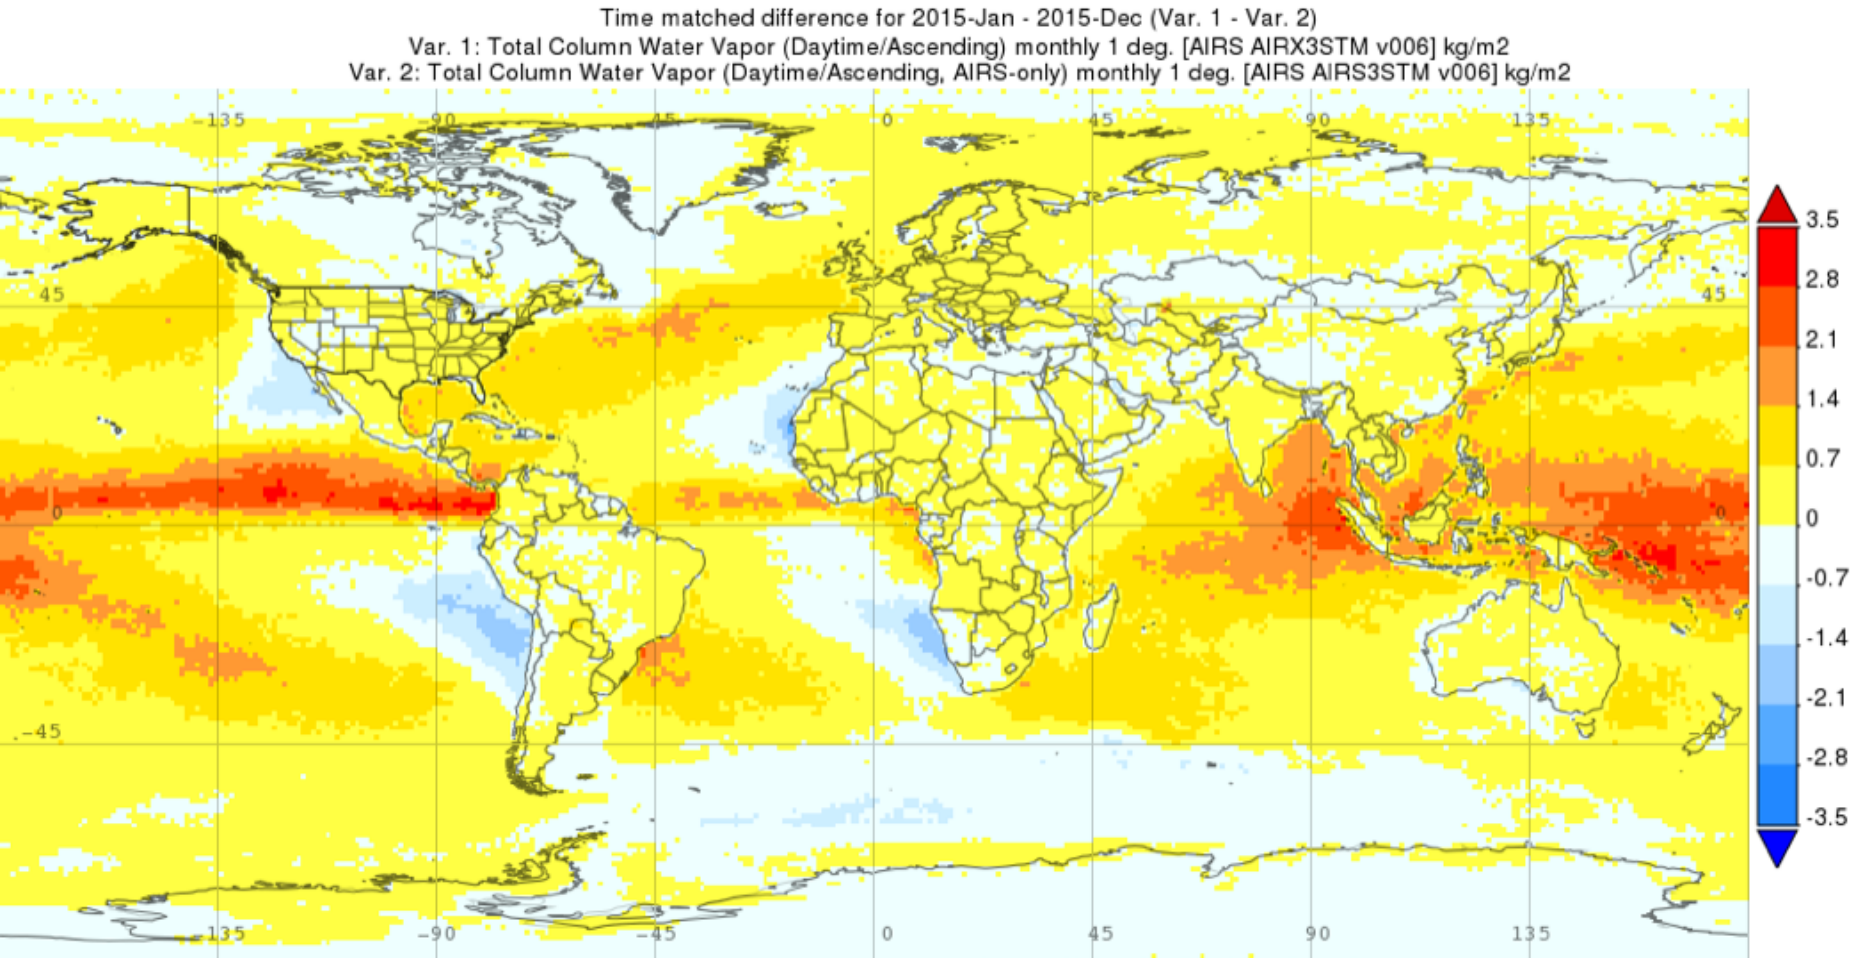 Time matched difference for 2015-Jan - 2015-Dec (Var. 1 - Var. 2)
Var. 1: Total Column Water Vapor (Daytime/Ascending) monthly 1 deg. [AIRS AIRX3STM v006] kg/m2
Var. 2: Total Column Water Vapor (Daytime/Ascending, AIRS-only) monthly 1 deg. [AIRS AIRS3STM v006] kg/m2
-135 -90 -45 0 45 90 135
45 45
0 0
-45 -45
-135 -90 -45 0 45 90 135
3.5
2.8
2.1
1.4
0.7
0
-0.7
-1.4
-2.1
-2.8
-3.5